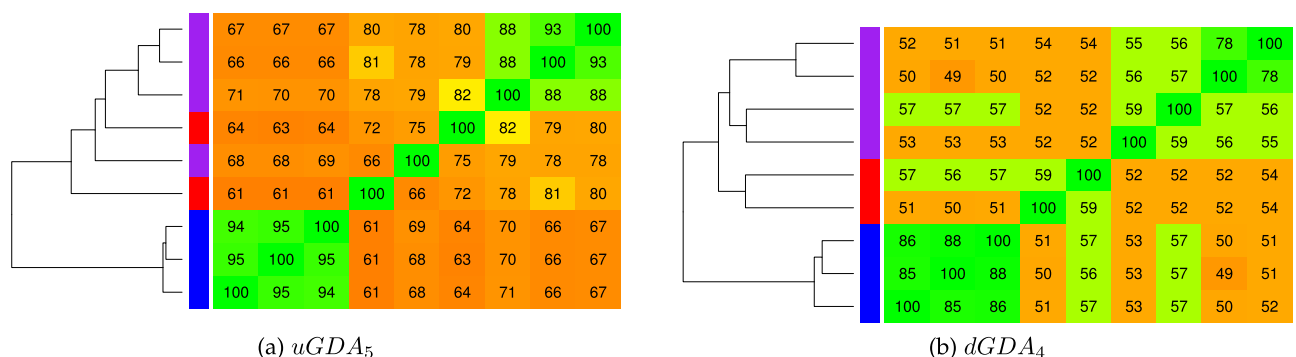 67 67 67 80 78 80 88 93 100
66 66 66 81 78 79 88 100 93
71 70 70 78 79 82 100 88 88
64 63 64 72 75 100 82 79 80
68 68 69 66 100 75 79 78 78
61 61 61 100 66 72 78 81 80
94 95 100 61 69 64 70 66 67
95 100 95 61 68 63 70 66 67
100 95 94 61 68 64 71 66 67
(a) uGDA₅
52 51 51 54 54 55 56 78 100
50 49 50 52 52 56 57 100 78
57 57 57 52 52 59 100 57 56
53 53 53 52 52 100 59 56 55
57 56 57 59 100 52 52 52 54
51 50 51 100 59 52 52 52 54
86 88 100 51 57 53 57 50 51
85 100 88 50 56 53 57 49 51
100 85 86 51 57 53 57 50 52
(b) dGDA₄